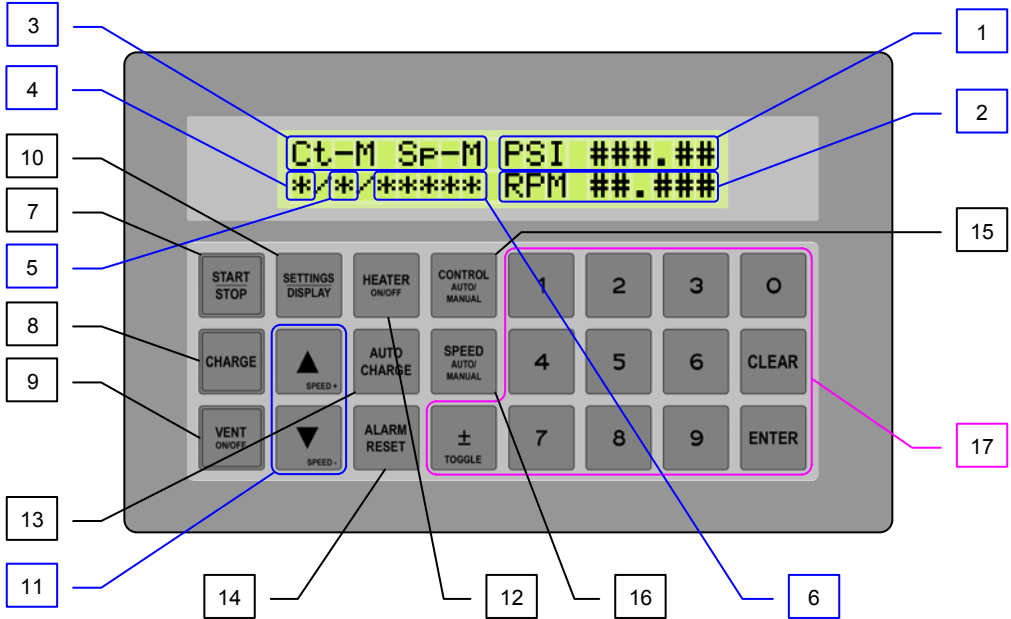 3
1
4
2
10
7
5
8
9
13
11
14
12
16
6
15
17
Ct-M Sp-M PSI ###.##
*/*/***** RPM ##.###
START
STOP
SETTINGS
DISPLAY
HEATER
ON/OFF
CONTROL
AUTO/
MANUAL
1
2
3
0
CHARGE
▲
SPEED +
AUTO
CHARGE
SPEED
AUTO/
MANUAL
4
5
6
CLEAR
VENT
ON/OFF
▼
SPEED -
ALARM
RESET
±
TOGGLE
7
8
9
ENTER